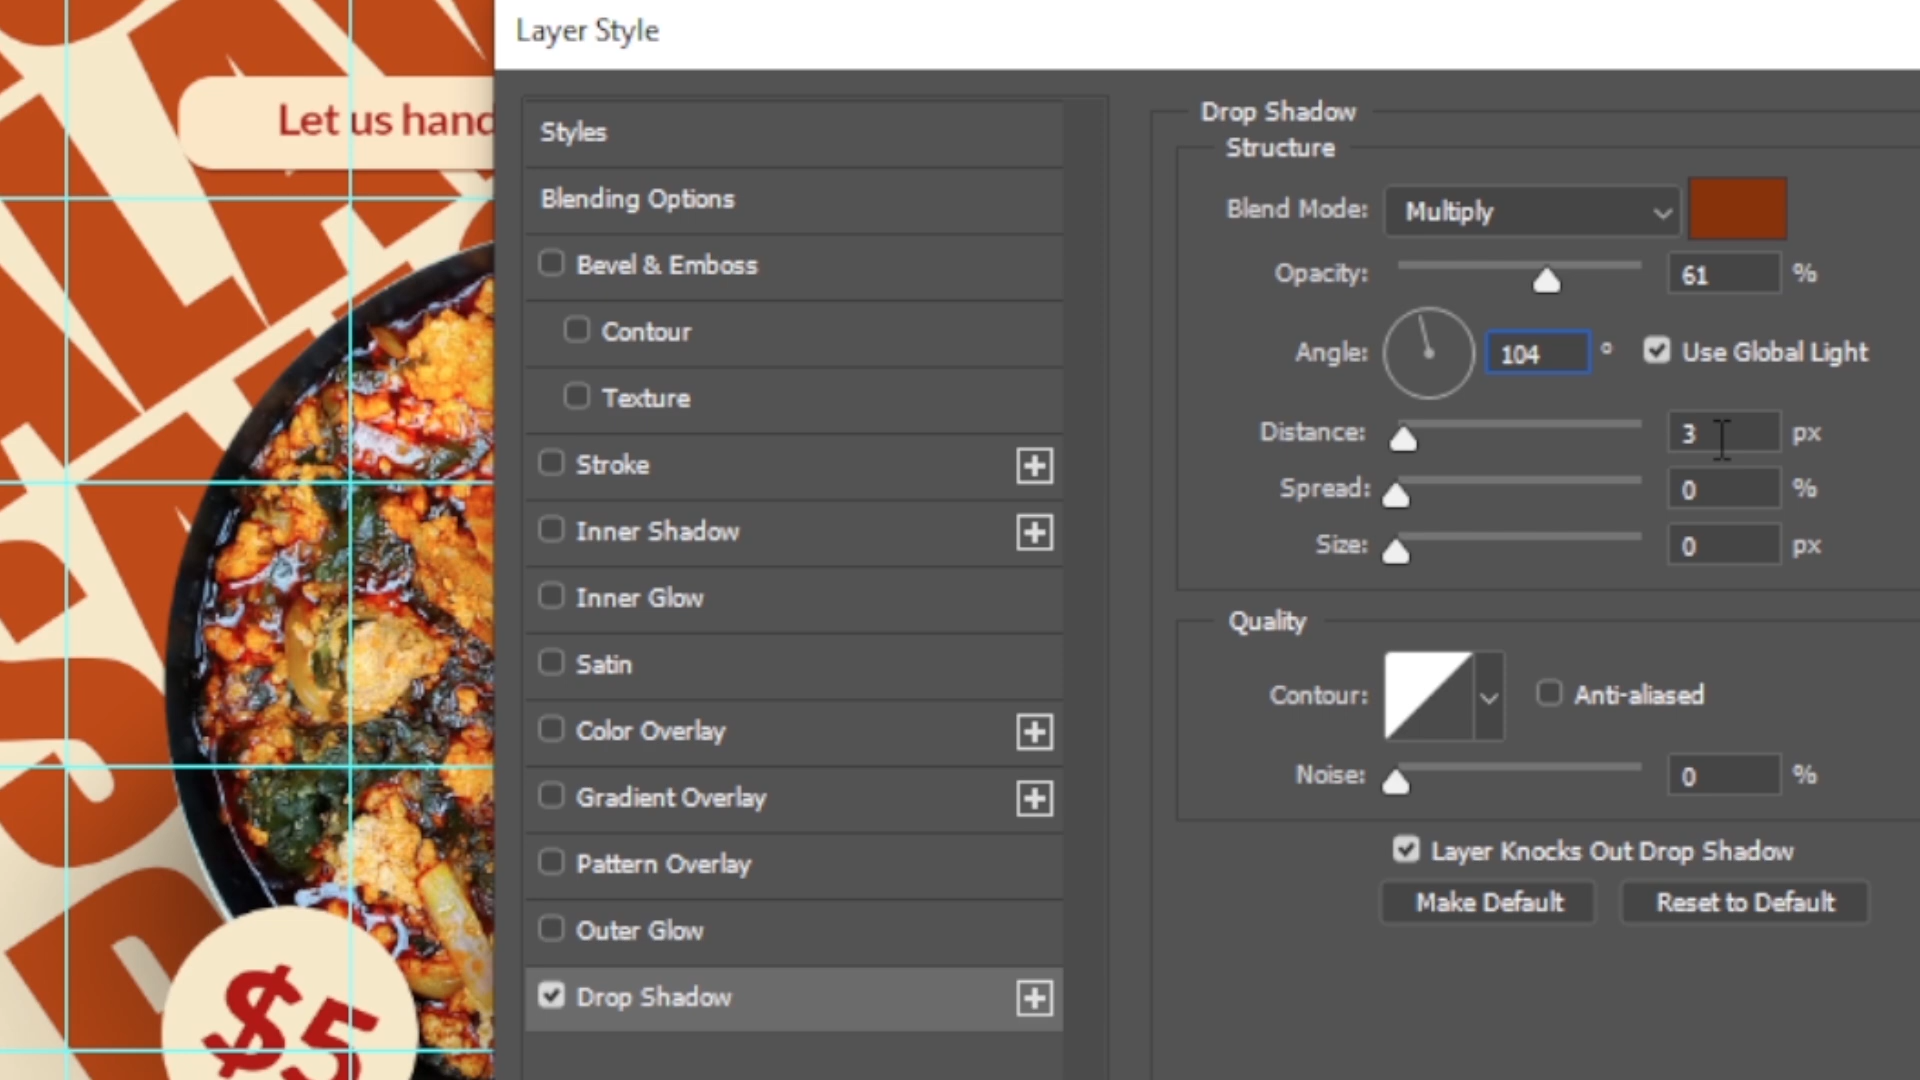 Layer Style
Let us hand
Styles
Blending Options
Bevel & Emboss
Contour
Texture
Stroke
Inner Shadow
Inner Glow
Satin
Color Overlay
Gradient Overlay
Pattern Overlay
Outer Glow
Drop Shadow
$5
Drop Shadow
Structure
Blend Mode: Multiply
Opacity: 61 %
Angle: 104 ° Use Global Light
Distance: 3 px
Spread: 0 %
Size: 0 px
Quality
Contour: Anti-aliased
Noise: 0 %
Layer Knocks Out Drop Shadow
Make Default Reset to Default